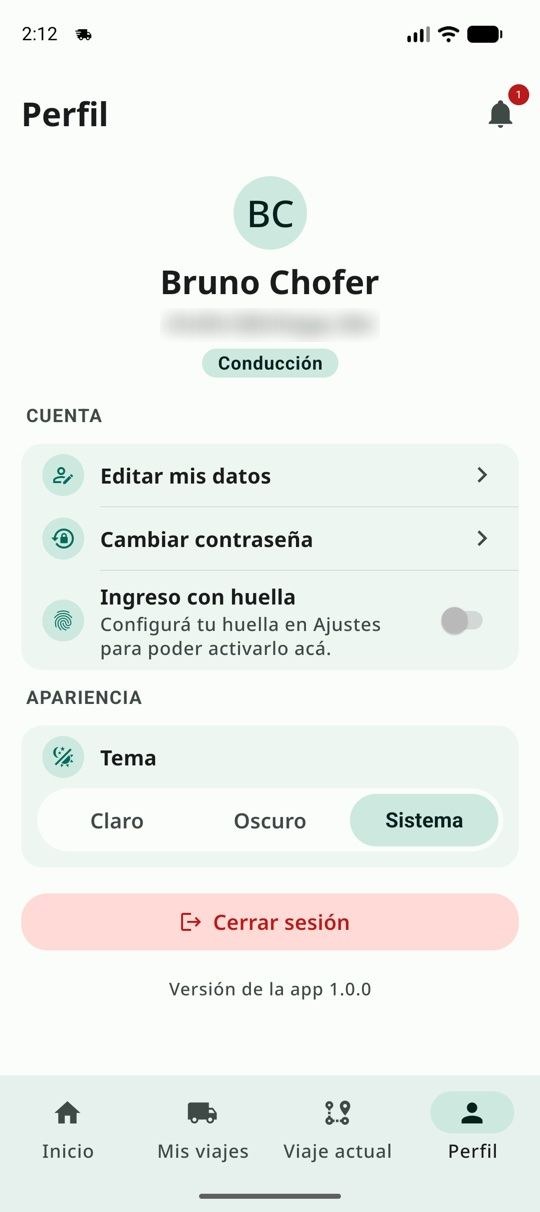 2:12
Perfil
1
BC
Bruno Chofer
Conducción
CUENTA
Editar mis datos
Cambiar contraseña
Ingreso con huella
Configurá tu huella en Ajustes
para poder activarlo acá.
APARIENCIA
Tema
Claro Oscuro Sistema
Cerrar sesión
Versión de la app 1.0.0
Inicio Mis viajes Viaje actual Perfil